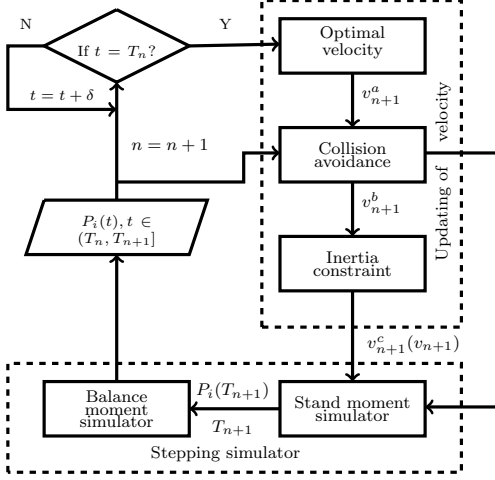 N
Y
If t = T_n?
t = t + δ
n = n + 1
P_i(t), t ∈
(T_n, T_{n+1}]
Optimal
velocity
v^a_{n+1}
Collision
avoidance
v^b_{n+1}
Inertia
constraint
Updating of velocity
v^c_{n+1}(v_{n+1})
Balance
moment
simulator
P_i(T_{n+1})
T_{n+1}
Stand moment
simulator
Stepping simulator